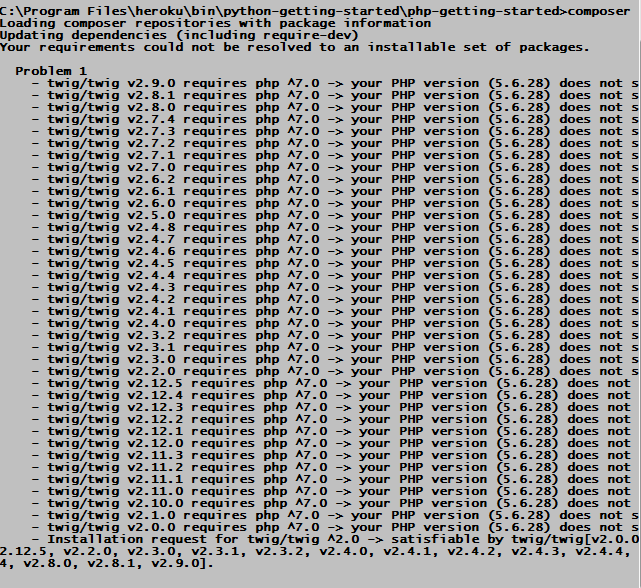 C:\Program Files\heroku\bin\python-getting-started\php-getting-started>composer
Loading composer repositories with package information
Updating dependencies (including require-dev)
Your requirements could not be resolved to an installable set of packages.
Problem 1
- twig/twig v2.9.0 requires php ^7.0 -> your PHP version (5.6.28) does not s
- twig/twig v2.8.1 requires php ^7.0 -> your PHP version (5.6.28) does not s
- twig/twig v2.8.0 requires php ^7.0 -> your PHP version (5.6.28) does not s
- twig/twig v2.7.4 requires php ^7.0 -> your PHP version (5.6.28) does not s
- twig/twig v2.7.3 requires php ^7.0 -> your PHP version (5.6.28) does not s
- twig/twig v2.7.2 requires php ^7.0 -> your PHP version (5.6.28) does not s
- twig/twig v2.7.1 requires php ^7.0 -> your PHP version (5.6.28) does not s
- twig/twig v2.7.0 requires php ^7.0 -> your PHP version (5.6.28) does not s
- twig/twig v2.6.2 requires php ^7.0 -> your PHP version (5.6.28) does not s
- twig/twig v2.6.1 requires php ^7.0 -> your PHP version (5.6.28) does not s
- twig/twig v2.6.0 requires php ^7.0 -> your PHP version (5.6.28) does not s
- twig/twig v2.5.0 requires php ^7.0 -> your PHP version (5.6.28) does not s
- twig/twig v2.4.8 requires php ^7.0 -> your PHP version (5.6.28) does not s
- twig/twig v2.4.7 requires php ^7.0 -> your PHP version (5.6.28) does not s
- twig/twig v2.4.6 requires php ^7.0 -> your PHP version (5.6.28) does not s
- twig/twig v2.4.5 requires php ^7.0 -> your PHP version (5.6.28) does not s
- twig/twig v2.4.4 requires php ^7.0 -> your PHP version (5.6.28) does not s
- twig/twig v2.4.3 requires php ^7.0 -> your PHP version (5.6.28) does not s
- twig/twig v2.4.2 requires php ^7.0 -> your PHP version (5.6.28) does not s
- twig/twig v2.4.1 requires php ^7.0 -> your PHP version (5.6.28) does not s
- twig/twig v2.4.0 requires php ^7.0 -> your PHP version (5.6.28) does not s
- twig/twig v2.3.2 requires php ^7.0 -> your PHP version (5.6.28) does not s
- twig/twig v2.3.1 requires php ^7.0 -> your PHP version (5.6.28) does not s
- twig/twig v2.3.0 requires php ^7.0 -> your PHP version (5.6.28) does not s
- twig/twig v2.2.0 requires php ^7.0 -> your PHP version (5.6.28) does not s
- twig/twig v2.12.5 requires php ^7.0 -> your PHP version (5.6.28) does not
- twig/twig v2.12.4 requires php ^7.0 -> your PHP version (5.6.28) does not
- twig/twig v2.12.3 requires php ^7.0 -> your PHP version (5.6.28) does not
- twig/twig v2.12.2 requires php ^7.0 -> your PHP version (5.6.28) does not
- twig/twig v2.12.1 requires php ^7.0 -> your PHP version (5.6.28) does not
- twig/twig v2.12.0 requires php ^7.0 -> your PHP version (5.6.28) does not
- twig/twig v2.11.3 requires php ^7.0 -> your PHP version (5.6.28) does not
- twig/twig v2.11.2 requires php ^7.0 -> your PHP version (5.6.28) does not
- twig/twig v2.11.1 requires php ^7.0 -> your PHP version (5.6.28) does not
- twig/twig v2.11.0 requires php ^7.0 -> your PHP version (5.6.28) does not
- twig/twig v2.10.0 requires php ^7.0 -> your PHP version (5.6.28) does not
- twig/twig v2.1.0 requires php ^7.0 -> your PHP version (5.6.28) does not s
- twig/twig v2.0.0 requires php ^7.0 -> your PHP version (5.6.28) does not s
- Installation request for twig/twig ^2.0 -> satisfiable by twig/twig[v2.0.0
2.12.5, v2.2.0, v2.3.0, v2.3.1, v2.3.2, v2.4.0, v2.4.1, v2.4.2, v2.4.3, v2.4.4,
4, v2.8.0, v2.8.1, v2.9.0].